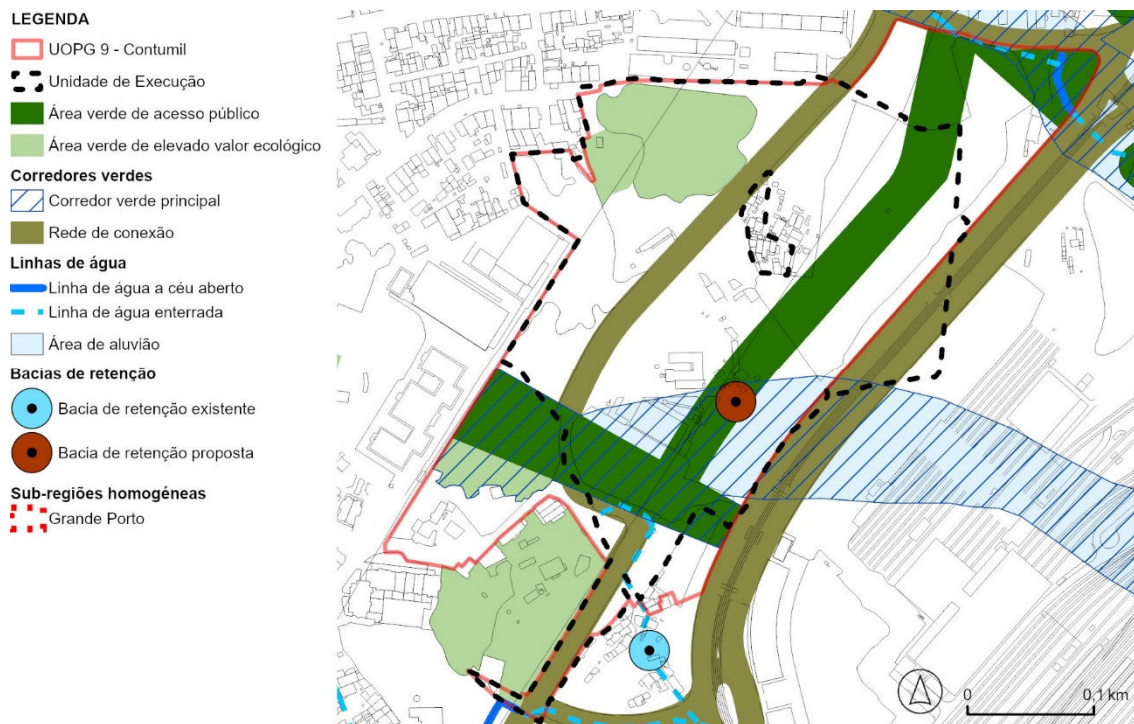 LEGENDA
UOPG 9 - Contumil
Unidade de Execução
Área verde de acesso público
Área verde de elevado valor ecológico
Corredores verdes
Corredor verde principal
Rede de conexão
Linhas de água
Linha de água a céu aberto
Linha de água enterrada
Área de aluvião
Bacias de retenção
Bacia de retenção existente
Bacia de retenção proposta
Sub-regiões homogéneas
Grande Porto
0 0,1 km